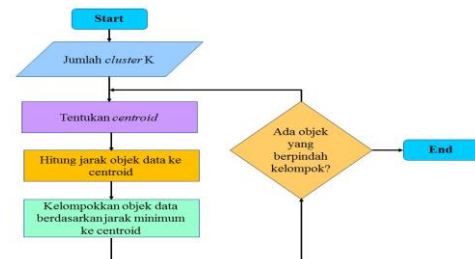 Start
Jumlah cluster K
Tentukan centroid
Hitung jarak objek data ke
centroid
Kelompokkan objek data
berdasarkan jarak minimum
ke centroid
Ada objek
yang
berpindah
kelompok?
End